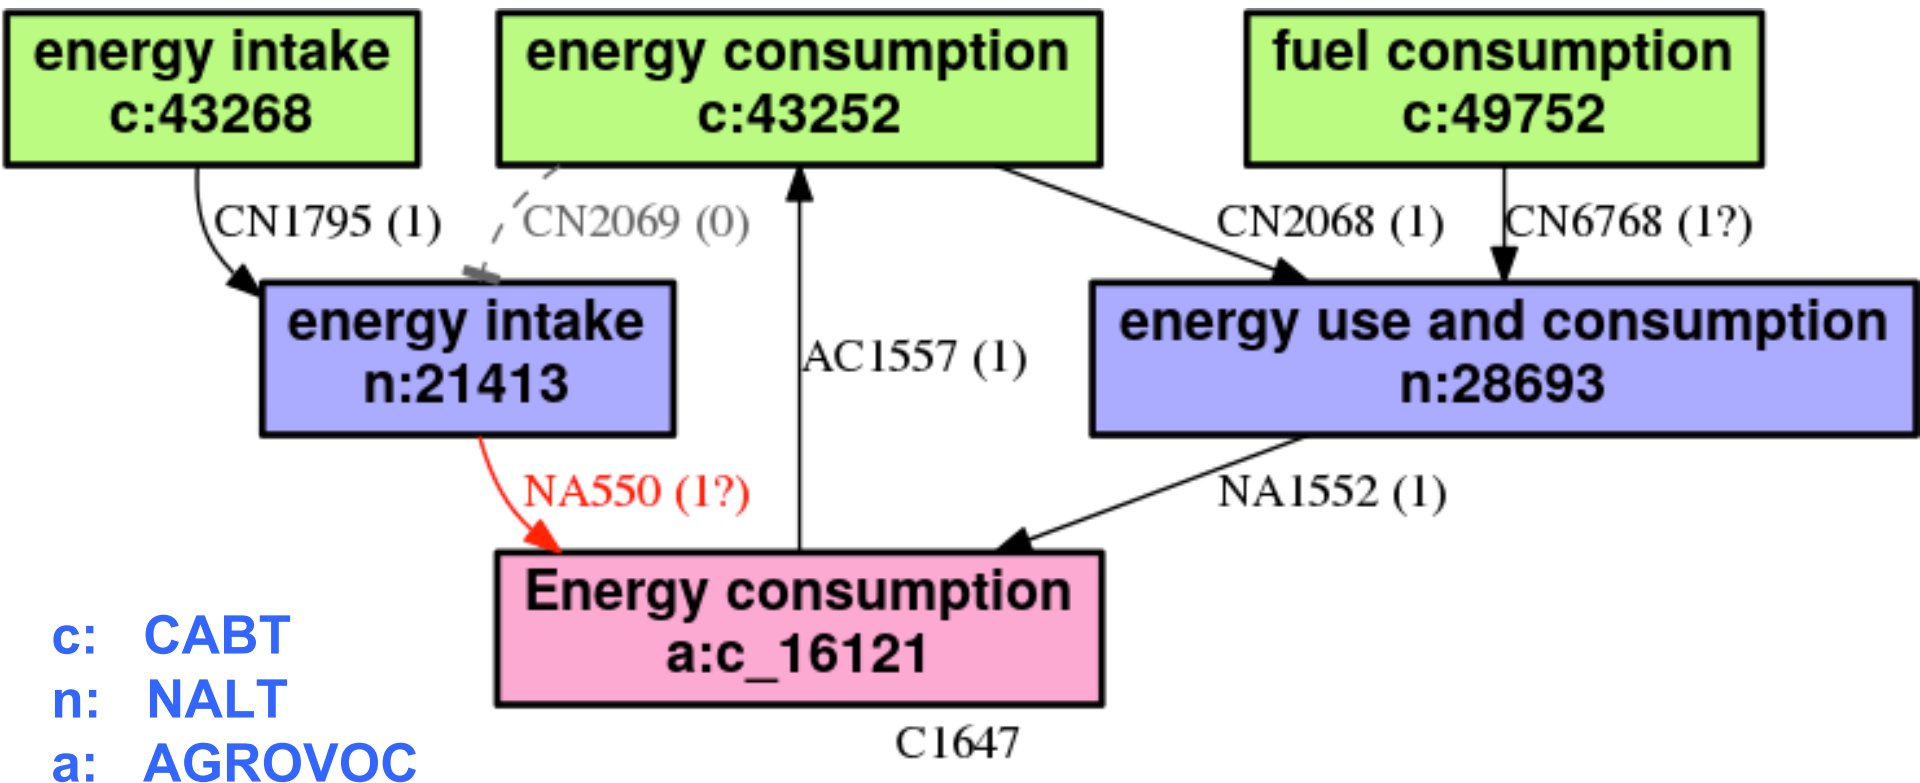 energy intake
c:43268
energy consumption
c:43252
fuel consumption
c:49752
CN1795 (1)
CN2069 (0)
CN2068 (1)
CN6768 (1?)
energy intake
n:21413
AC1557 (1)
energy use and consumption
n:28693
NA550 (1?)
NA1552 (1)
Energy consumption
a:c_16121
C1647
c: CABT
n: NALT
a: AGROVOC